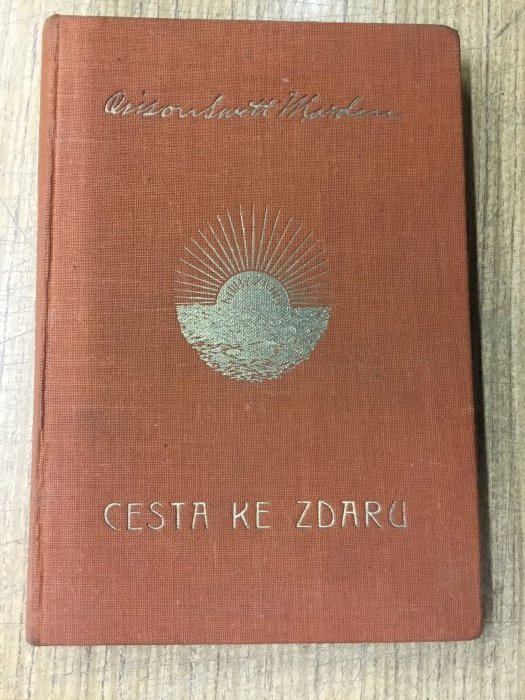 Orison Swett Marden
CESTA KE ZDARU